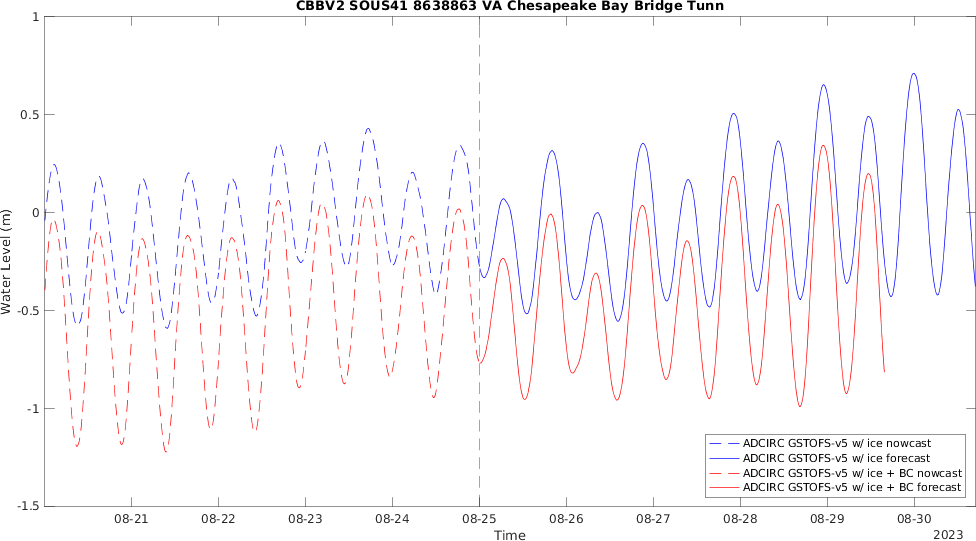 CBBV2 SOUS41 8638863 VA Chesapeake Bay Bridge Tunn
1
0.5
0
-0.5
-1
-1.5
Water Level (m)
ADCIRC GSTOFS-v5 w/ ice nowcast
ADCIRC GSTOFS-v5 w/ ice forecast
ADCIRC GSTOFS-v5 w/ ice + BC nowcast
ADCIRC GSTOFS-v5 w/ ice + BC forecast
08-21 08-22 08-23 08-24 08-25 08-26 08-27 08-28 08-29 08-30
Time
2023